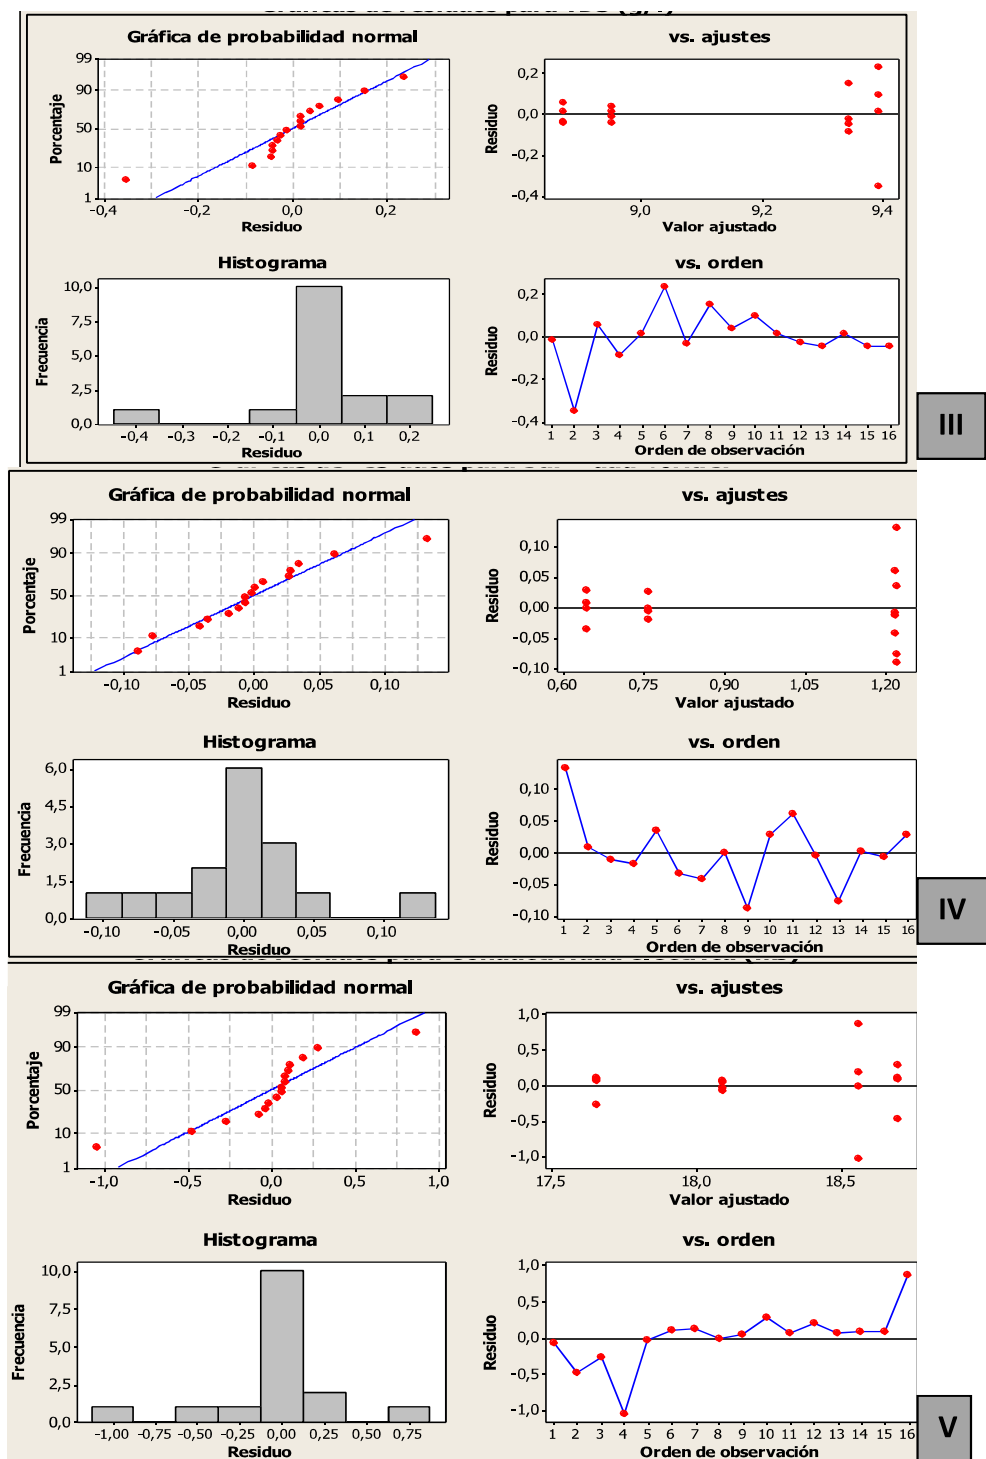 Gráfica de probabilidad normal
vs. ajustes
99
90
50
10
1
Porcentaje
-0,4
-0,2
0,0
0,2
Residuo
0,2
0,0
-0,2
-0,4
Residuo
9,0
9,2
9,4
Valor ajustado
Histograma
vs. orden
10,0
7,5
5,0
2,5
0,0
Frecuencia
-0,4 -0,3 -0,2 -0,1 0,0 0,1 0,2
Residuo
0,2
0,0
-0,2
-0,4
Residuo
1 2 3 4 5 6 7 8 9 10 11 12 13 14 15 16
Orden de observación
III
Gráfica de probabilidad normal
vs. ajustes
99
90
50
10
1
Porcentaje
-0,10 -0,05 0,00 0,05 0,10
Residuo
0,10
0,05
0,00
-0,05
-0,10
Residuo
0,60 0,75 0,90 1,05 1,20
Valor ajustado
Histograma
vs. orden
6,0
4,5
3,0
1,5
0,0
Frecuencia
-0,10 -0,05 0,00 0,05 0,10
Residuo
0,10
0,05
0,00
-0,05
-0,10
Residuo
1 2 3 4 5 6 7 8 9 10 11 12 13 14 15 16
Orden de observación
IV
Gráfica de probabilidad normal
vs. ajustes
99
90
50
10
1
Porcentaje
-1,0 -0,5 0,0 0,5 1,0
Residuo
1,0
0,5
0,0
-0,5
-1,0
Residuo
17,5 18,0 18,5
Valor ajustado
Histograma
vs. orden
10,0
7,5
5,0
2,5
0,0
Frecuencia
-1,00 -0,75 -0,50 -0,25 0,00 0,25 0,50 0,75
Residuo
1,0
0,5
0,0
-0,5
-1,0
Residuo
1 2 3 4 5 6 7 8 9 10 11 12 13 14 15 16
Orden de observación
V